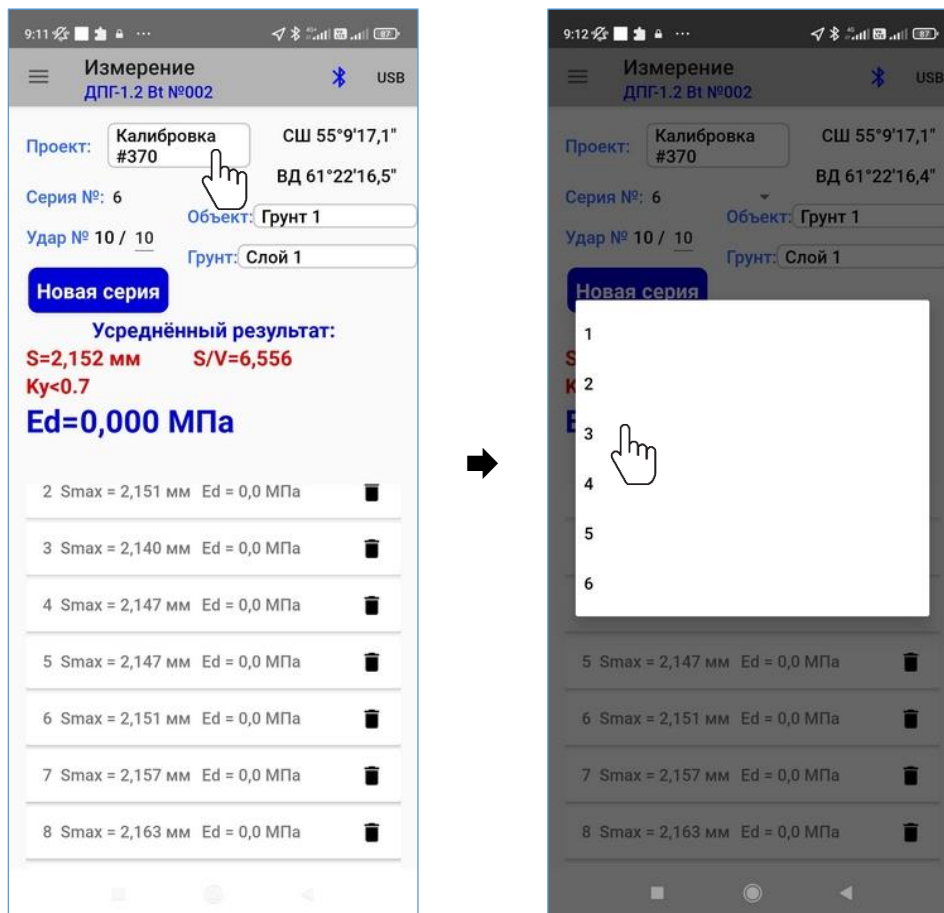 9:11
87
Измерение
ДПГ-1.2 Bt №002
USB
Проект:
Калибровка
#370
СШ 55°9'17,1"
ВД 61°22'16,5"
Серия №: 6
Объект: Грунт 1
Удар № 10 / 10
Грунт: Слой 1
Новая серия
Усреднённый результат:
S=2,152 мм S/V=6,556
Ky<0.7
Ed=0,000 МПа
2 Smax = 2,151 мм Ed = 0,0 МПа
3 Smax = 2,140 мм Ed = 0,0 МПа
4 Smax = 2,147 мм Ed = 0,0 МПа
5 Smax = 2,147 мм Ed = 0,0 МПа
6 Smax = 2,151 мм Ed = 0,0 МПа
7 Smax = 2,157 мм Ed = 0,0 МПа
8 Smax = 2,163 мм Ed = 0,0 МПа
9:12
87
Измерение
ДПГ-1.2 Bt №002
USB
Проект:
Калибровка
#370
СШ 55°9'17,1"
ВД 61°22'16,4"
Серия №: 6
Объект: Грунт 1
Удар № 10 / 10
Грунт: Слой 1
Новая серия
1
2
3
4
5
6
5 Smax = 2,147 мм Ed = 0,0 МПа
6 Smax = 2,151 мм Ed = 0,0 МПа
7 Smax = 2,157 мм Ed = 0,0 МПа
8 Smax = 2,163 мм Ed = 0,0 МПа